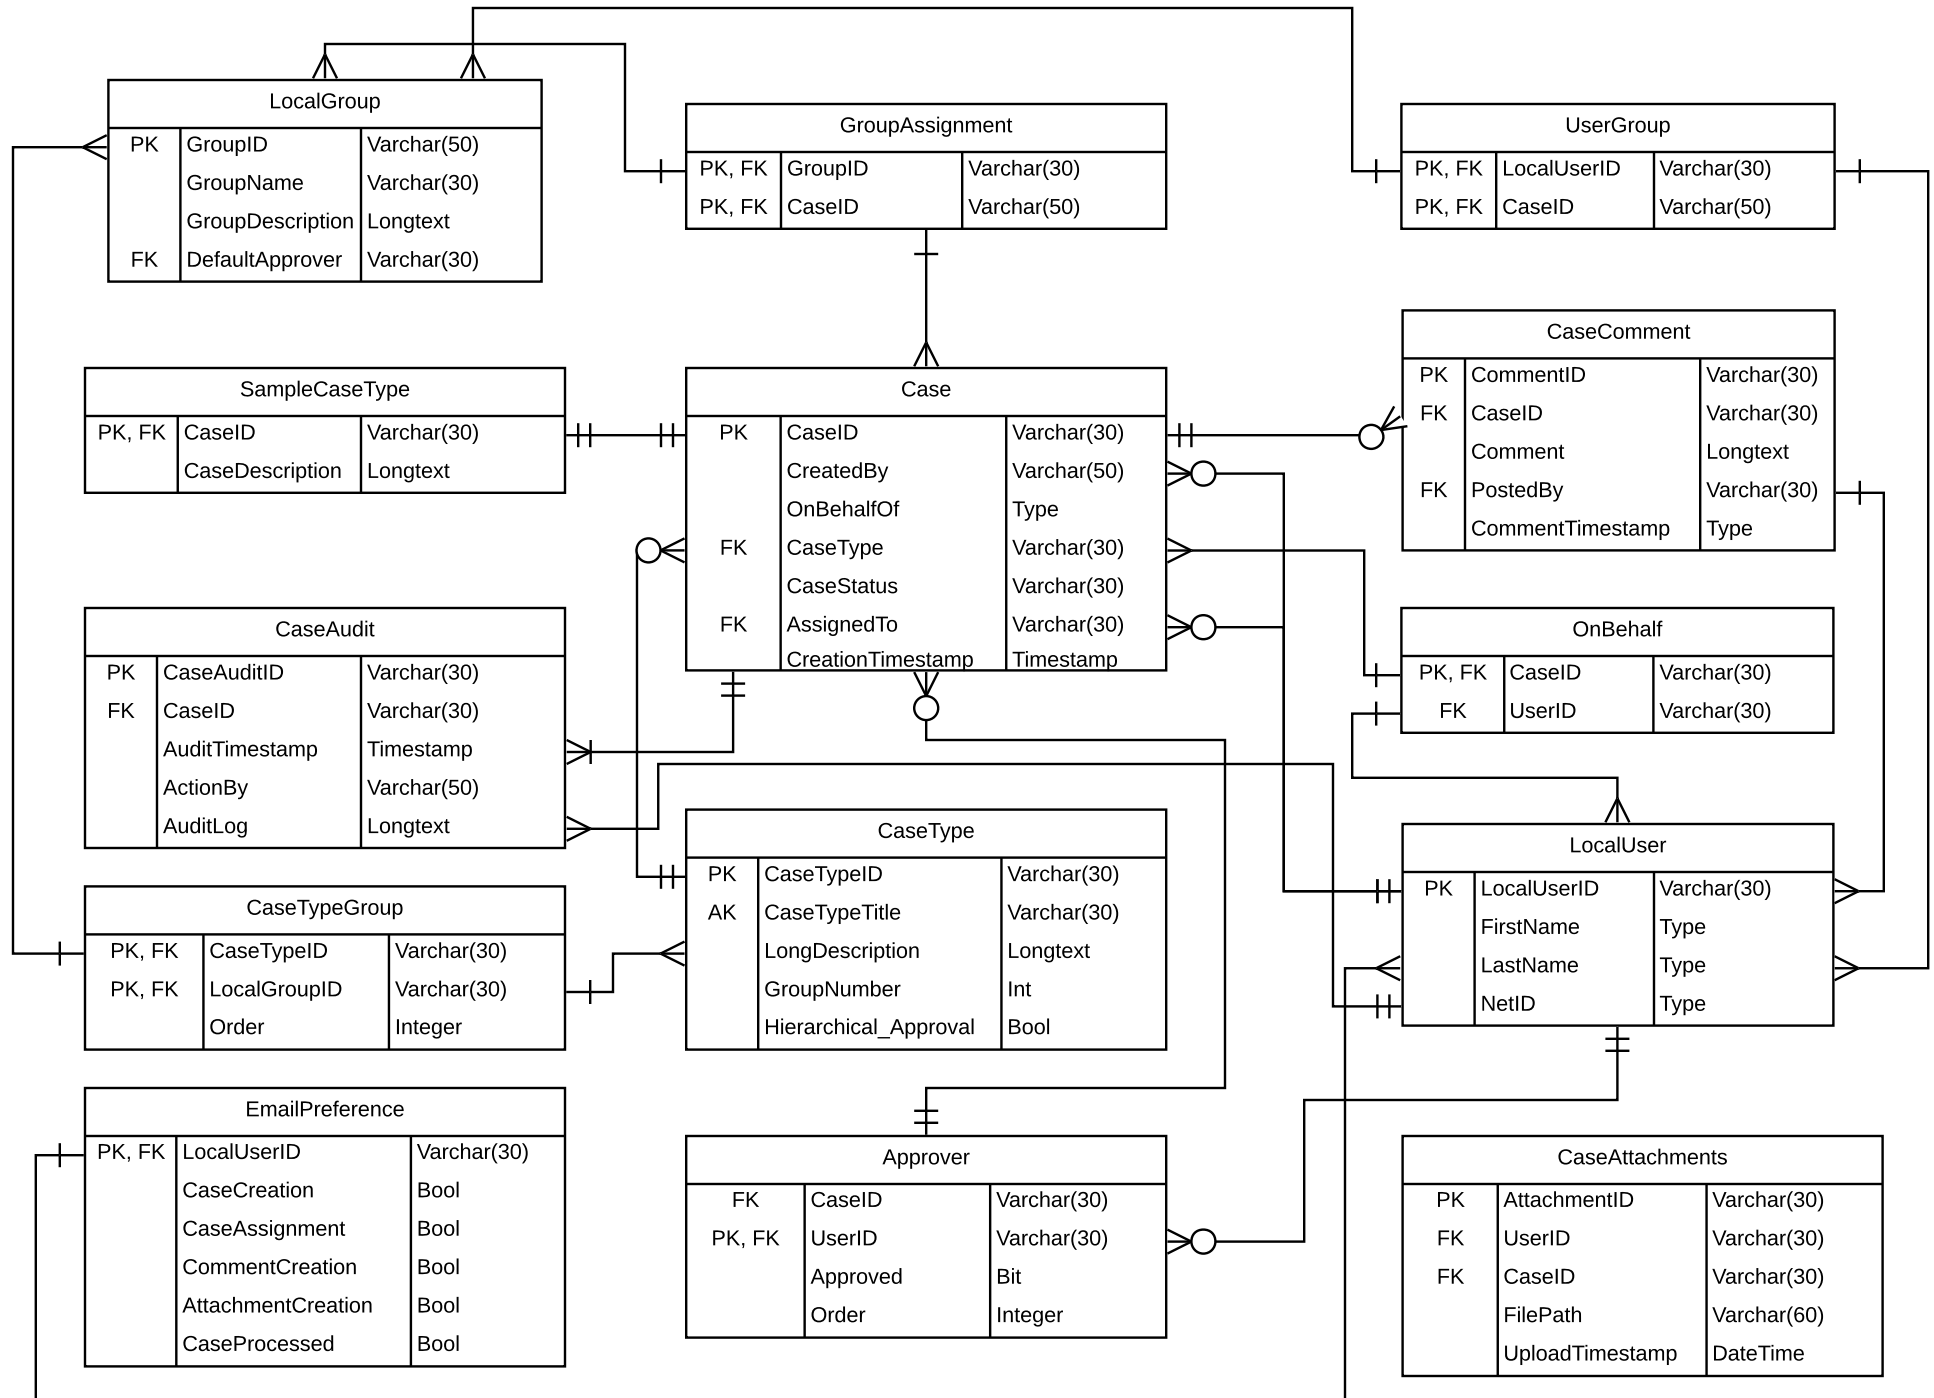 LocalGroup
PK GroupID Varchar(50)
GroupName Varchar(30)
GroupDescription Longtext
FK DefaultApprover Varchar(30)
GroupAssignment
PK, FK GroupID Varchar(30)
PK, FK CaseID Varchar(50)
UserGroup
PK, FK LocalUserID Varchar(30)
PK, FK CaseID Varchar(50)
SampleCaseType
PK, FK CaseID Varchar(30)
CaseDescription Longtext
Case
PK CaseID Varchar(30)
CreatedBy Varchar(50)
OnBehalfOf Type
FK CaseType Varchar(30)
CaseStatus Varchar(30)
FK AssignedTo Varchar(30)
CreationTimestamp Timestamp
CaseComment
PK CommentID Varchar(30)
FK CaseID Varchar(30)
Comment Longtext
FK PostedBy Varchar(30)
CommentTimestamp Type
CaseAudit
PK CaseAuditID Varchar(30)
FK CaseID Varchar(30)
AuditTimestamp Timestamp
ActionBy Varchar(50)
AuditLog Longtext
OnBehalf
PK, FK CaseID Varchar(30)
FK UserID Varchar(30)
CaseTypeGroup
PK, FK CaseTypeID Varchar(30)
PK, FK LocalGroupID Varchar(30)
Order Integer
CaseType
PK CaseTypeID Varchar(30)
AK CaseTypeTitle Varchar(30)
LongDescription Longtext
GroupNumber Int
Hierarchical_Approval Bool
LocalUser
PK LocalUserID Varchar(30)
FirstName Type
LastName Type
NetID Type
EmailPreference
PK, FK LocalUserID Varchar(30)
CaseCreation Bool
CaseAssignment Bool
CommentCreation Bool
AttachmentCreation Bool
CaseProcessed Bool
Approver
FK CaseID Varchar(30)
PK, FK UserID Varchar(30)
Approved Bit
Order Integer
CaseAttachments
PK AttachmentID Varchar(30)
FK UserID Varchar(30)
FK CaseID Varchar(30)
FilePath Varchar(60)
UploadTimestamp DateTime